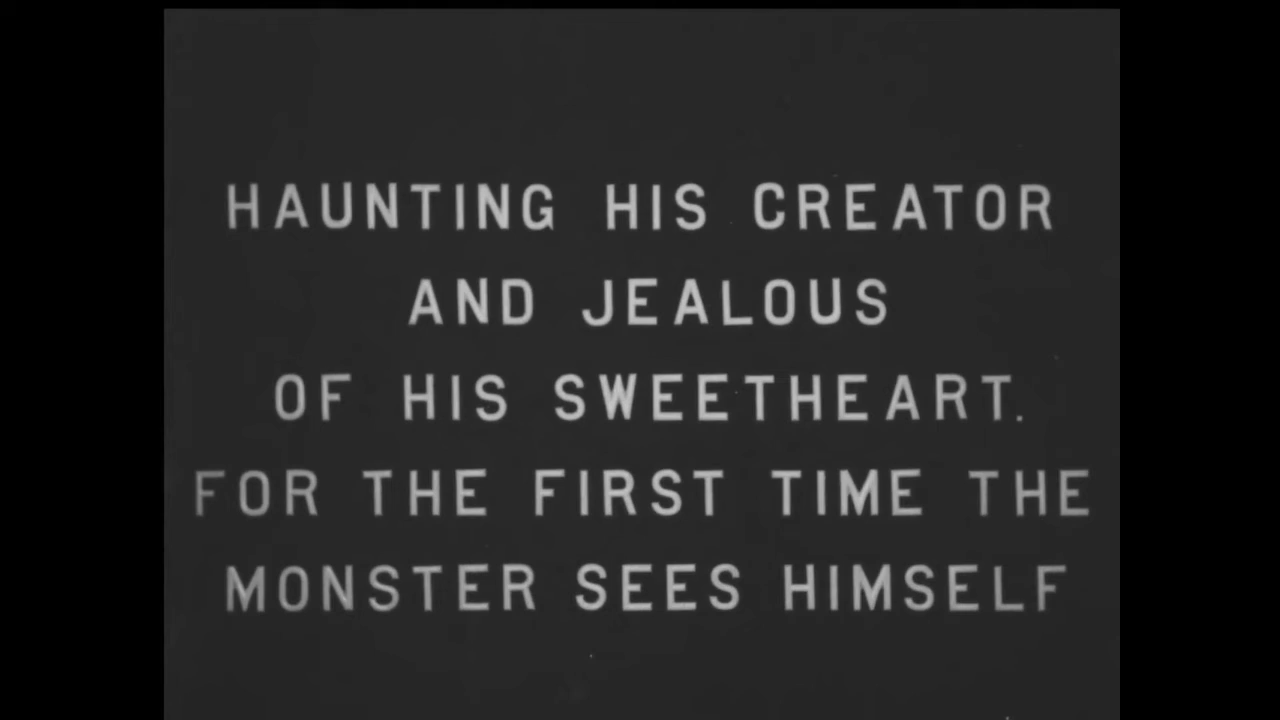 HAUNTING HIS CREATOR
AND JEALOUS
OF HIS SWEETHEART.
FOR THE FIRST TIME THE
MONSTER SEES HIMSELF